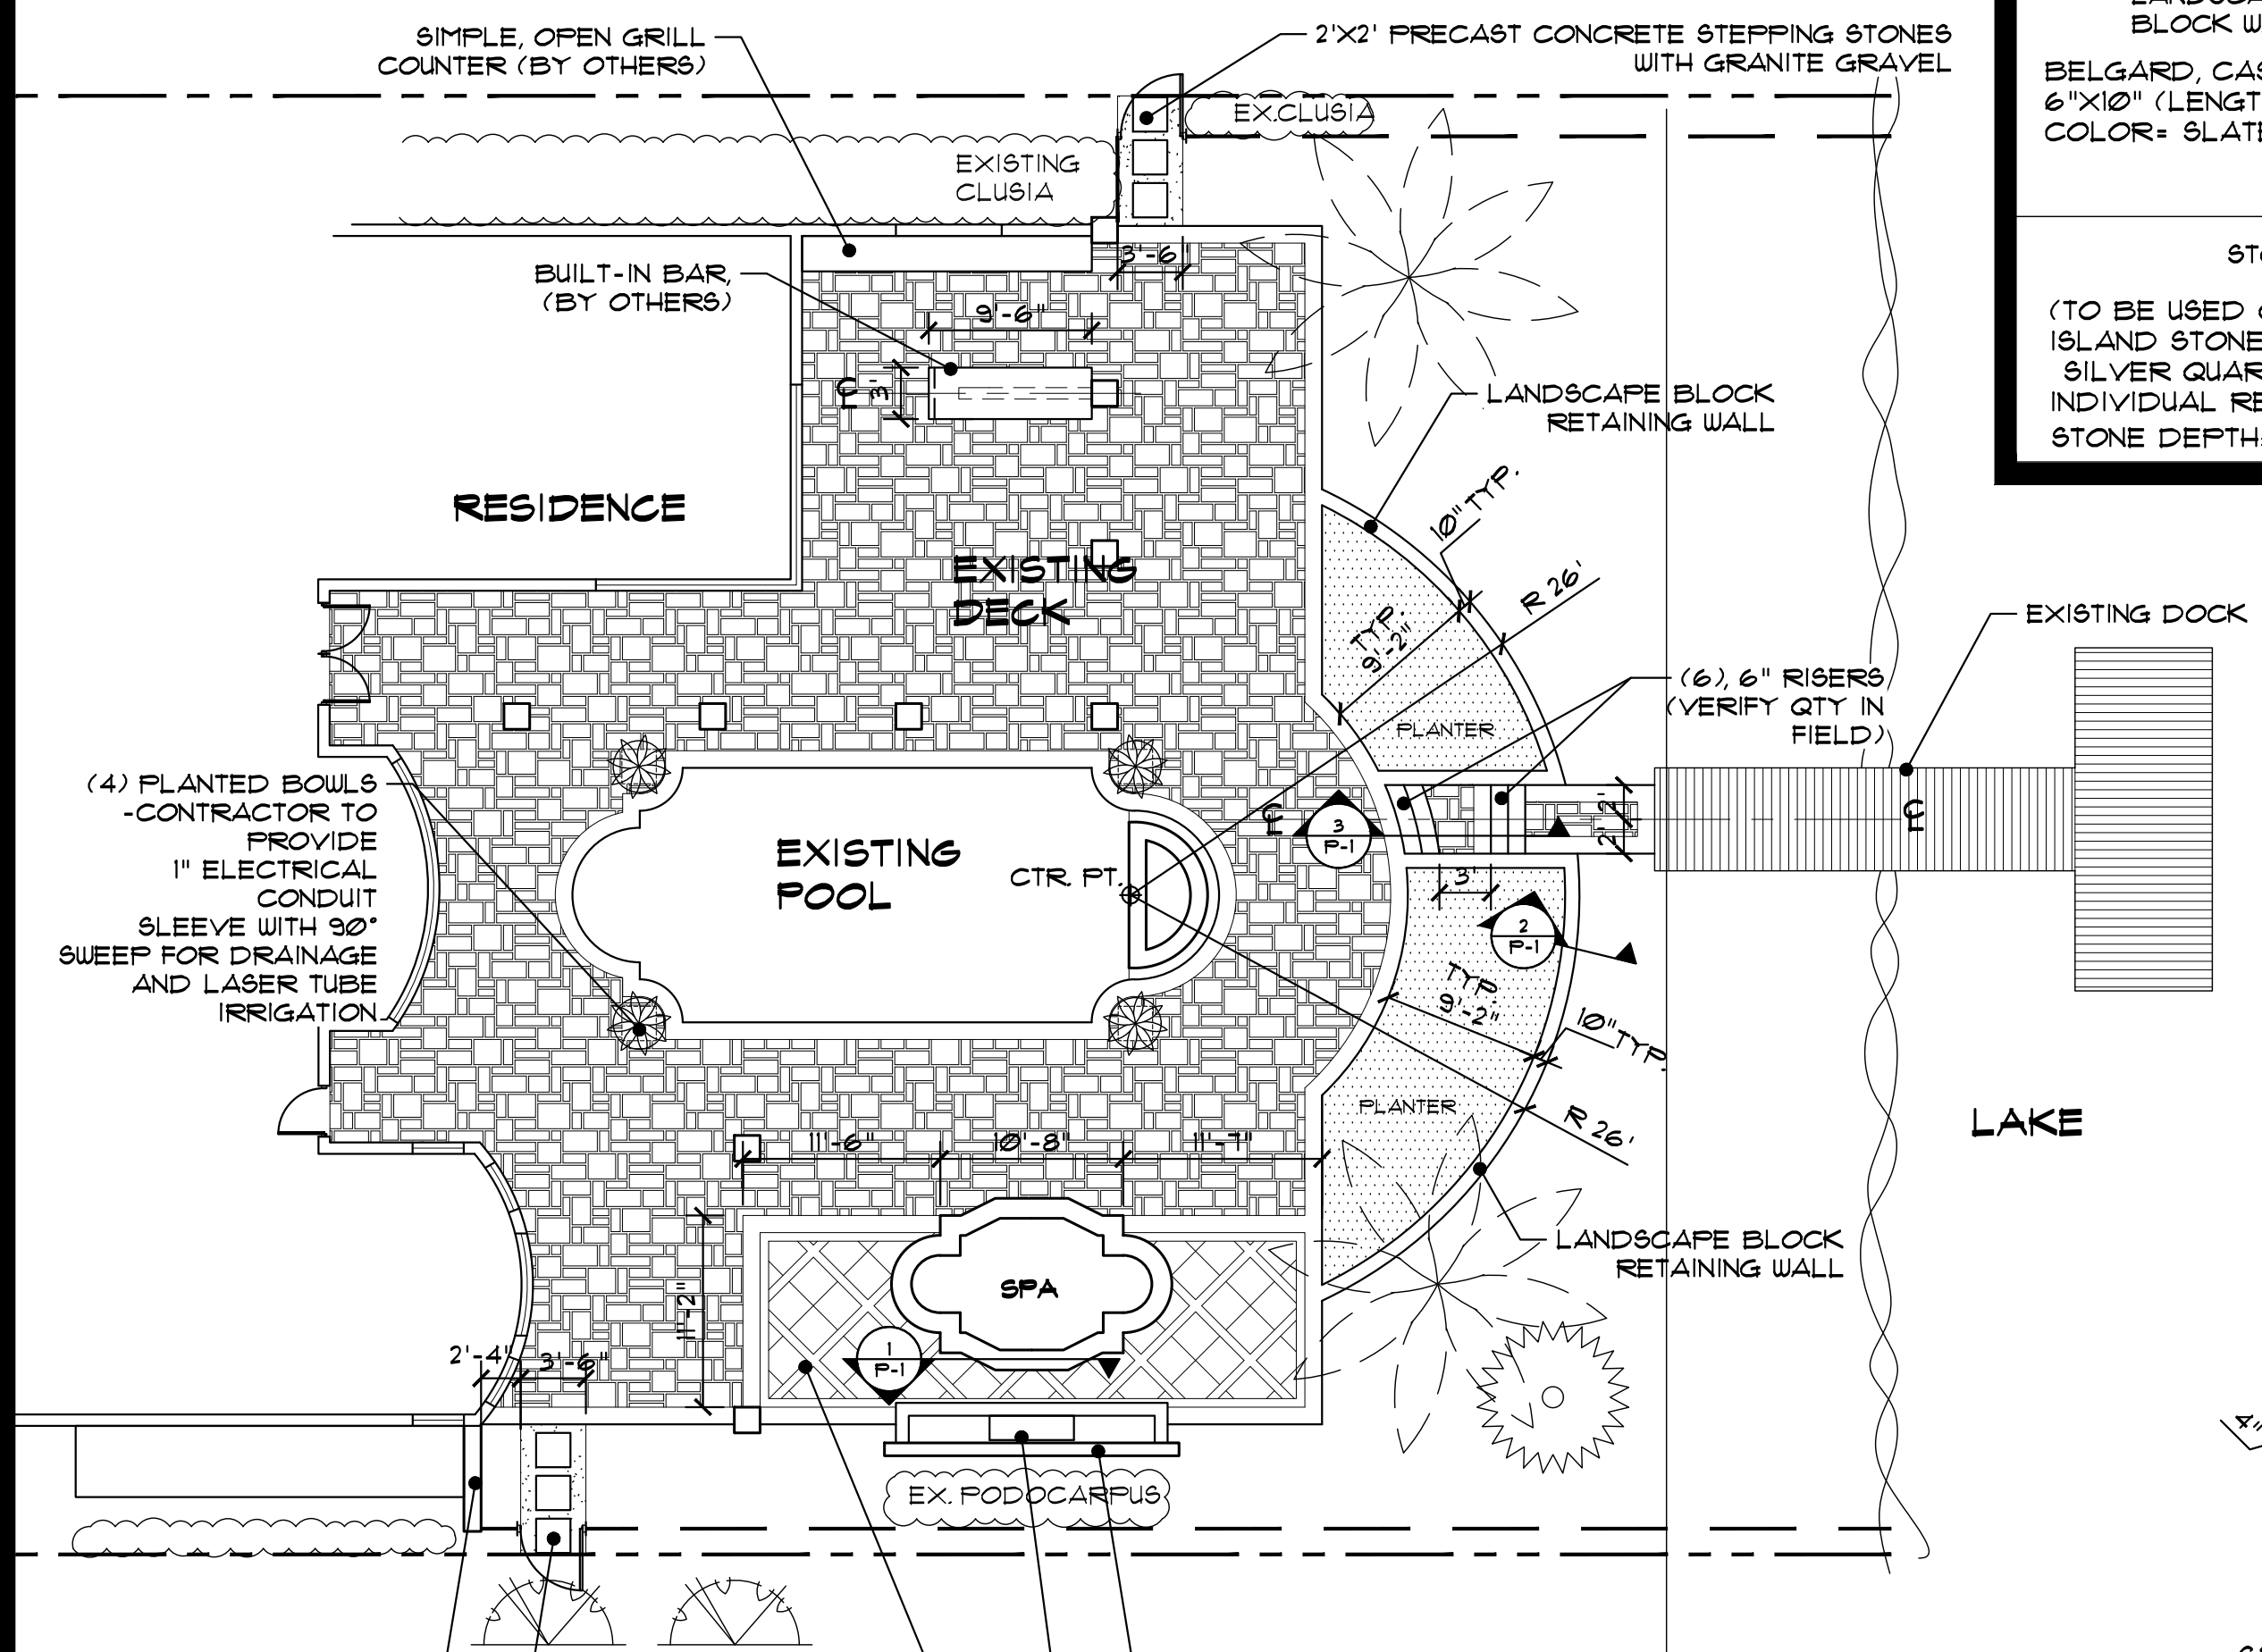 SIMPLE, OPEN GRILL
COUNTER (BY OTHERS)
2'X2' PRECAST CONCRETE STEPPING STONES
WITH GRANITE GRAVEL
BLOCK
BELGARD,
6"X10"
COLOR= SLATE
EX.CLUSIA
EXISTING
CLUSIA
BUILT-IN BAR,
(BY OTHERS)
3'-6"
9'-6"
3'
℄
(TO BE USED
ISLAND STONE
SILVER
INDIVIDUAL
STONE DEPTH=
LANDSCAPE BLOCK
RETAINING WALL
RESIDENCE
10" TYP.
EXISTING
DECK
R 26'
TYP.
9'-2"
EXISTING DOCK
(6), 6" RISERS
(VERIFY QTY IN
FIELD)
PLANTER
(4) PLANTED BOWLS
-CONTRACTOR TO
PROVIDE
1" ELECTRICAL
CONDUIT
SLEEVE WITH 90°
SWEEP FOR DRAINAGE
AND LASER TUBE
IRRIGATION
EXISTING
POOL
CTR. PT.
℄
3
P-1
2'
2'
℄
3'
2
P-1
TYP.
9'-2"
10" TYP.
PLANTER
R 26'
LAKE
11'-6"
10'-8"
11'-7"
LANDSCAPE BLOCK
RETAINING WALL
11'-2"
SPA
2'-4"
3'-6"
1
P-1
4"
EX. PODOCARPUS